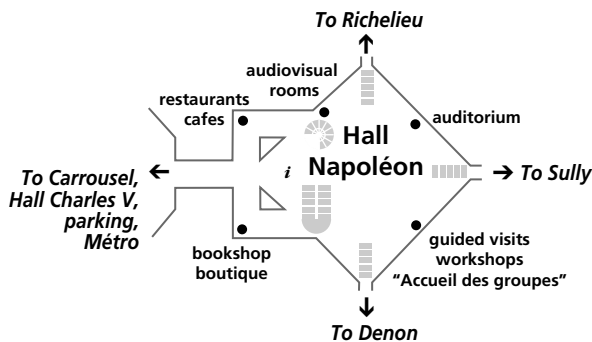 To Richelieu
audiovisual
rooms
restaurants
cafes
auditorium
Hall
Napoléon
i
To Carrousel,
Hall Charles V,
parking,
Métro
To Sully
bookshop
boutique
guided visits
workshops
“Accueil des groupes”
To Denon